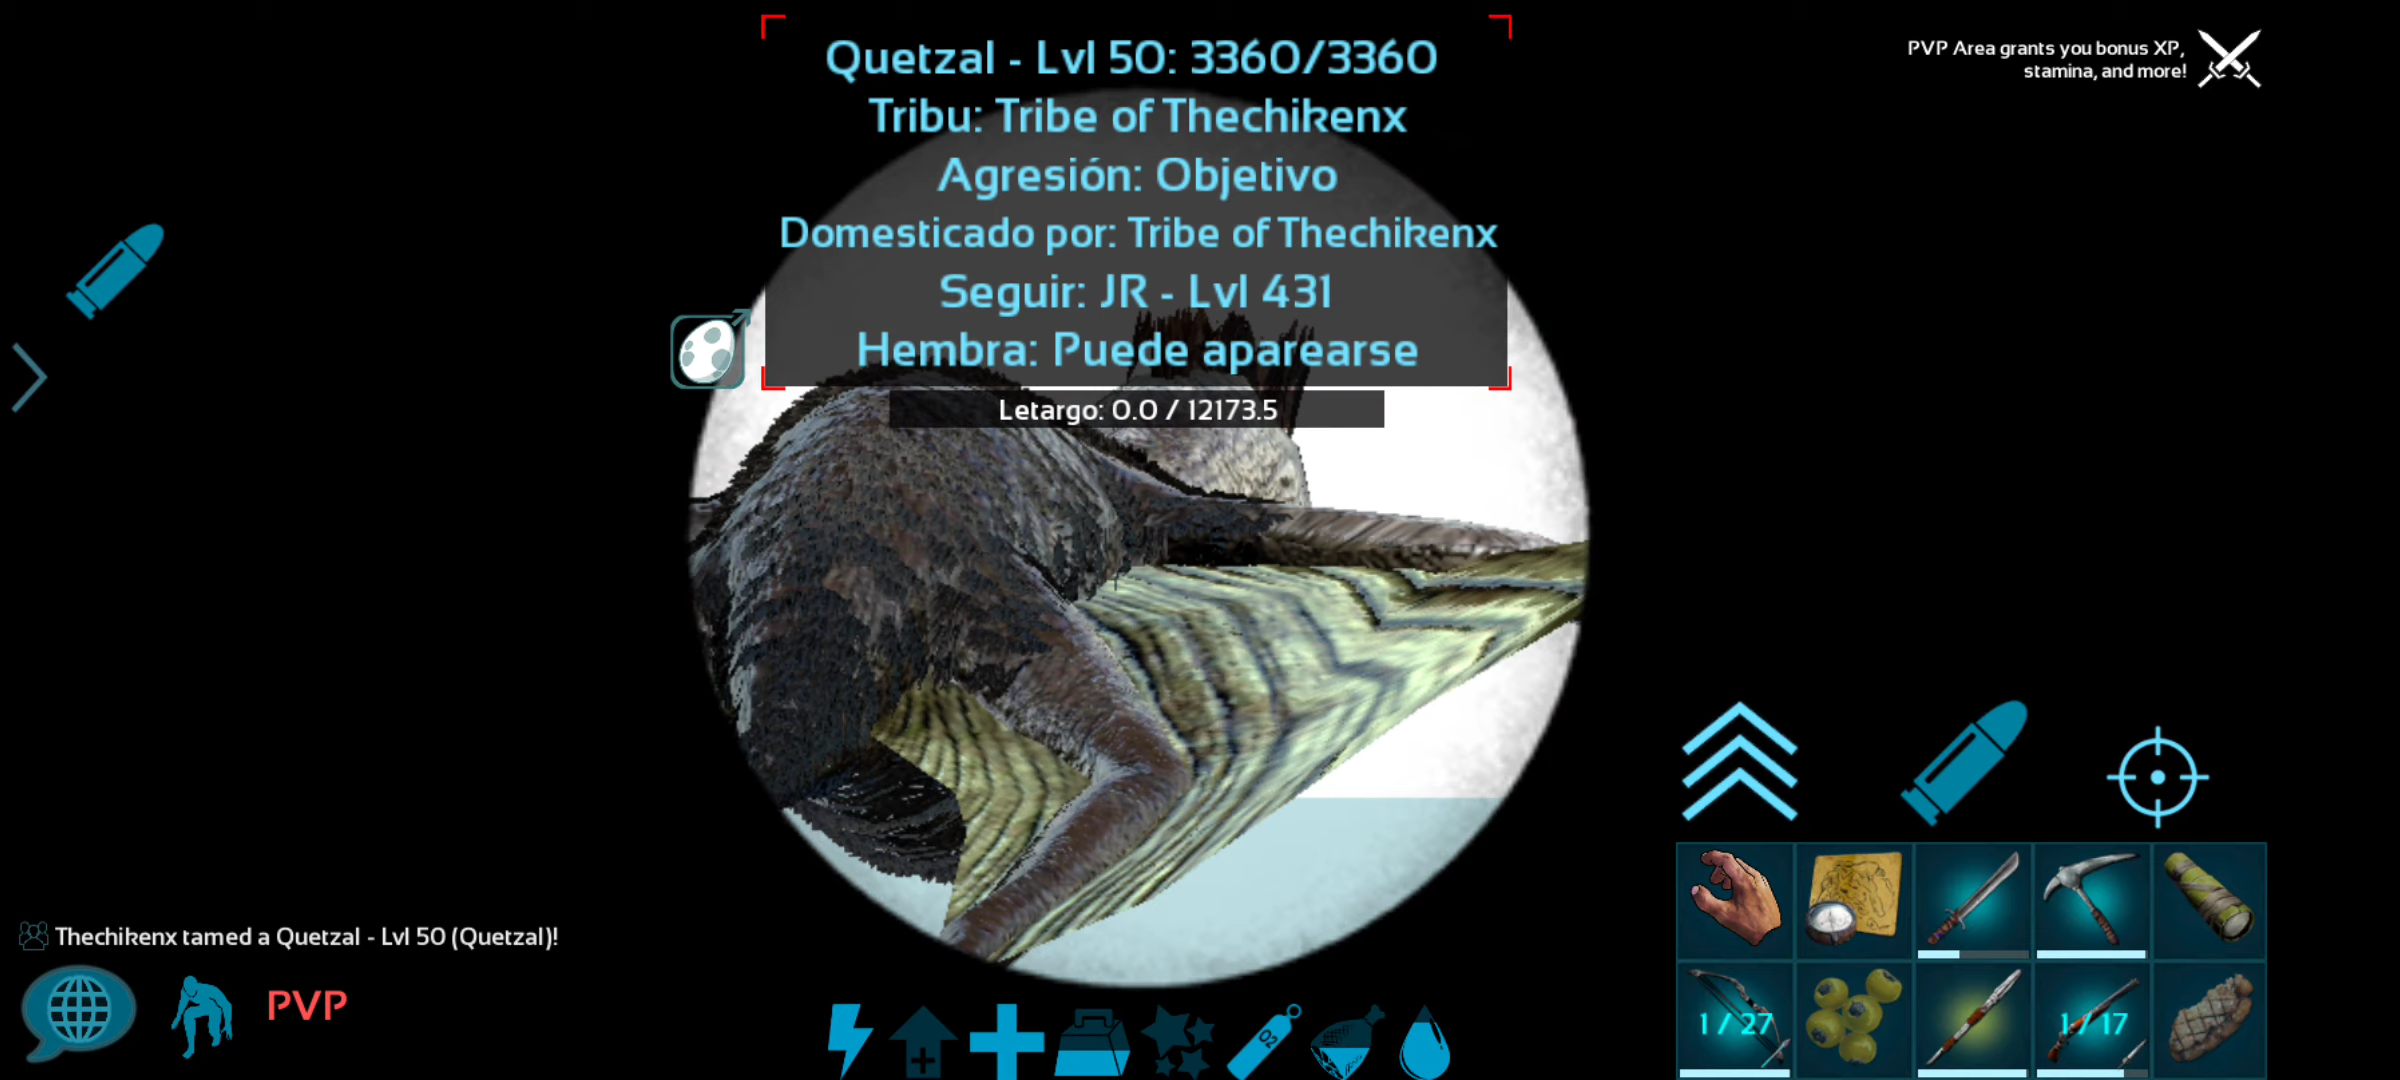 Quetzal - Lvl 50: 3360/3360
Tribu: Tribe of Thechikenx
Agresión: Objetivo
Domesticado por: Tribe of Thechikenx
Seguir: JR - Lvl 431
Hembra: Puede aparearse
Letargo: 0.0 / 12173.5
PVP Area grants you bonus XP,
stamina, and more!
Thechikenx tamed a Quetzal - Lvl 50 (Quetzal)!
PVP
O2
1 / 27
1 / 17